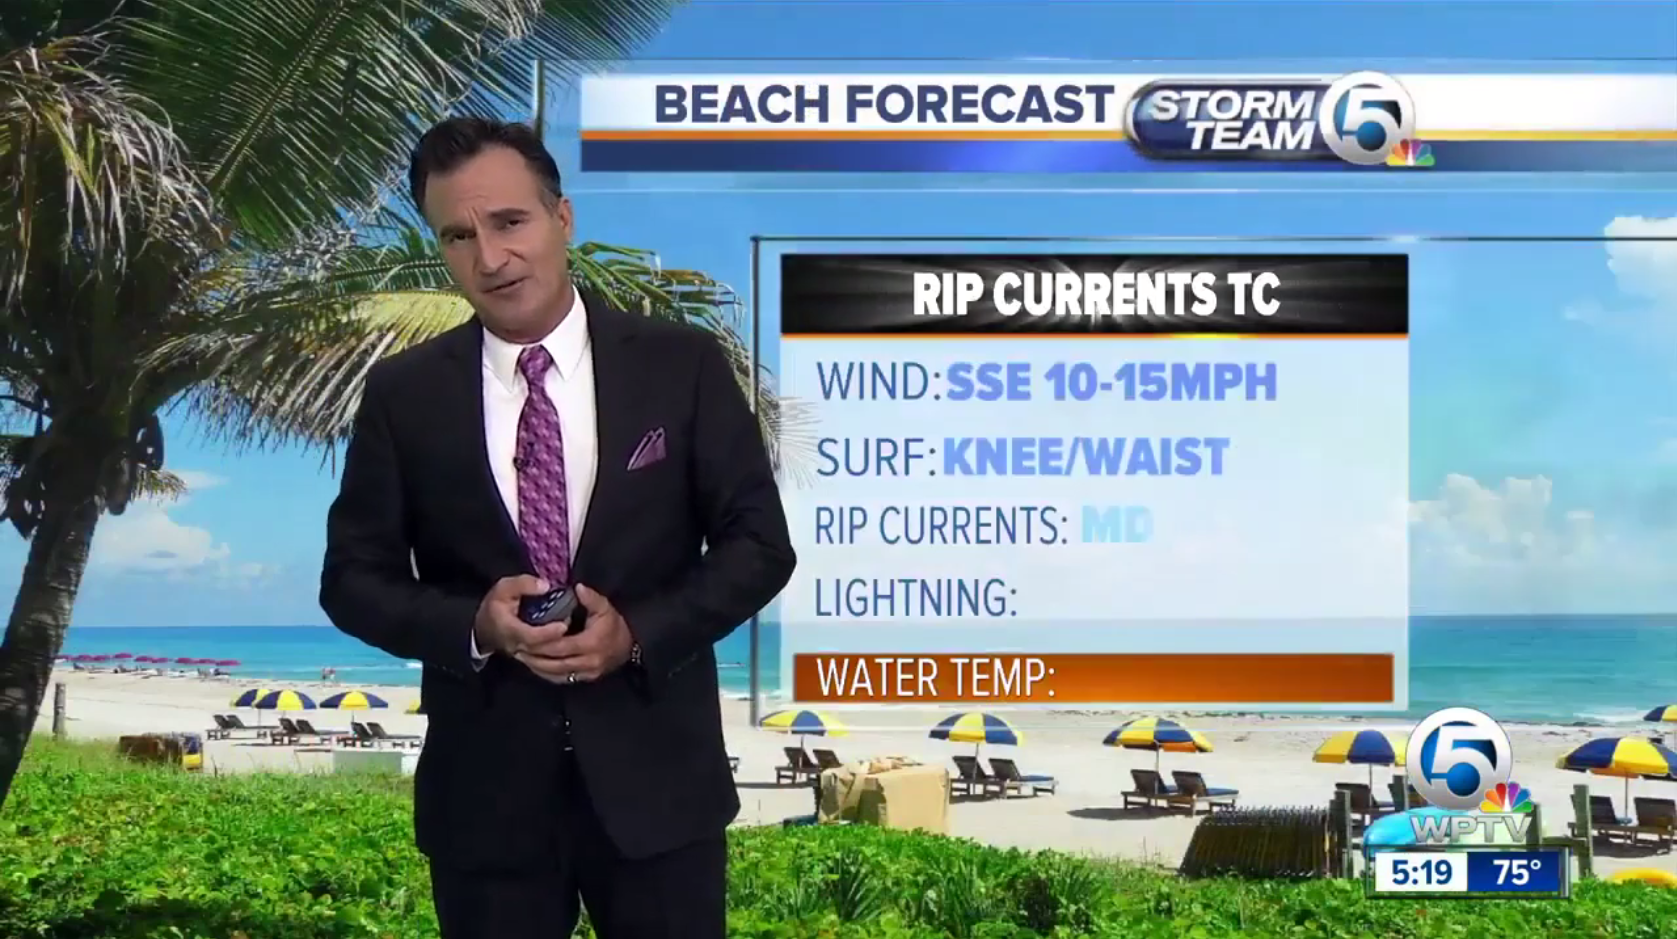 BEACH FORECAST
STORM
TEAM
5
RIP CURRENTS TC
WIND: SSE 10-15MPH
SURF: KNEE/WAIST
RIP CURRENTS: MD
LIGHTNING:
WATER TEMP:
5
WPTV
5:19 75°